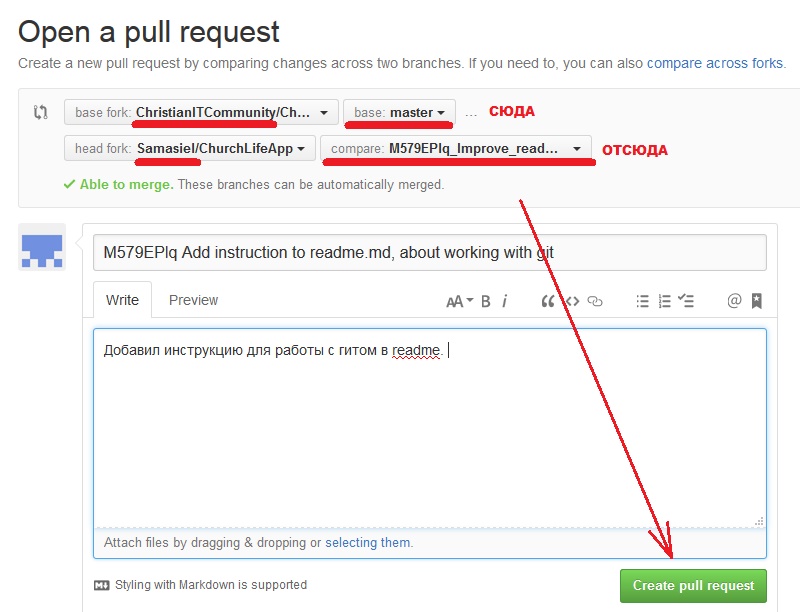 Open a pull request
Create a new pull request by comparing changes across two branches. If you need to, you can also compare across forks.
base fork: ChristianITCommunity/Ch... base: master ... СЮДА
head fork: Samasiel/ChurchLifeApp compare: M579EPlq_Improve_read... ОТСЮДА
Able to merge. These branches can be automatically merged.
M579EPlq Add instruction to readme.md, about working with git
Write Preview AA B i “ <> @
Добавил инструкцию для работы с гитом в readme.
Attach files by dragging & dropping or selecting them.
Styling with Markdown is supported Create pull request